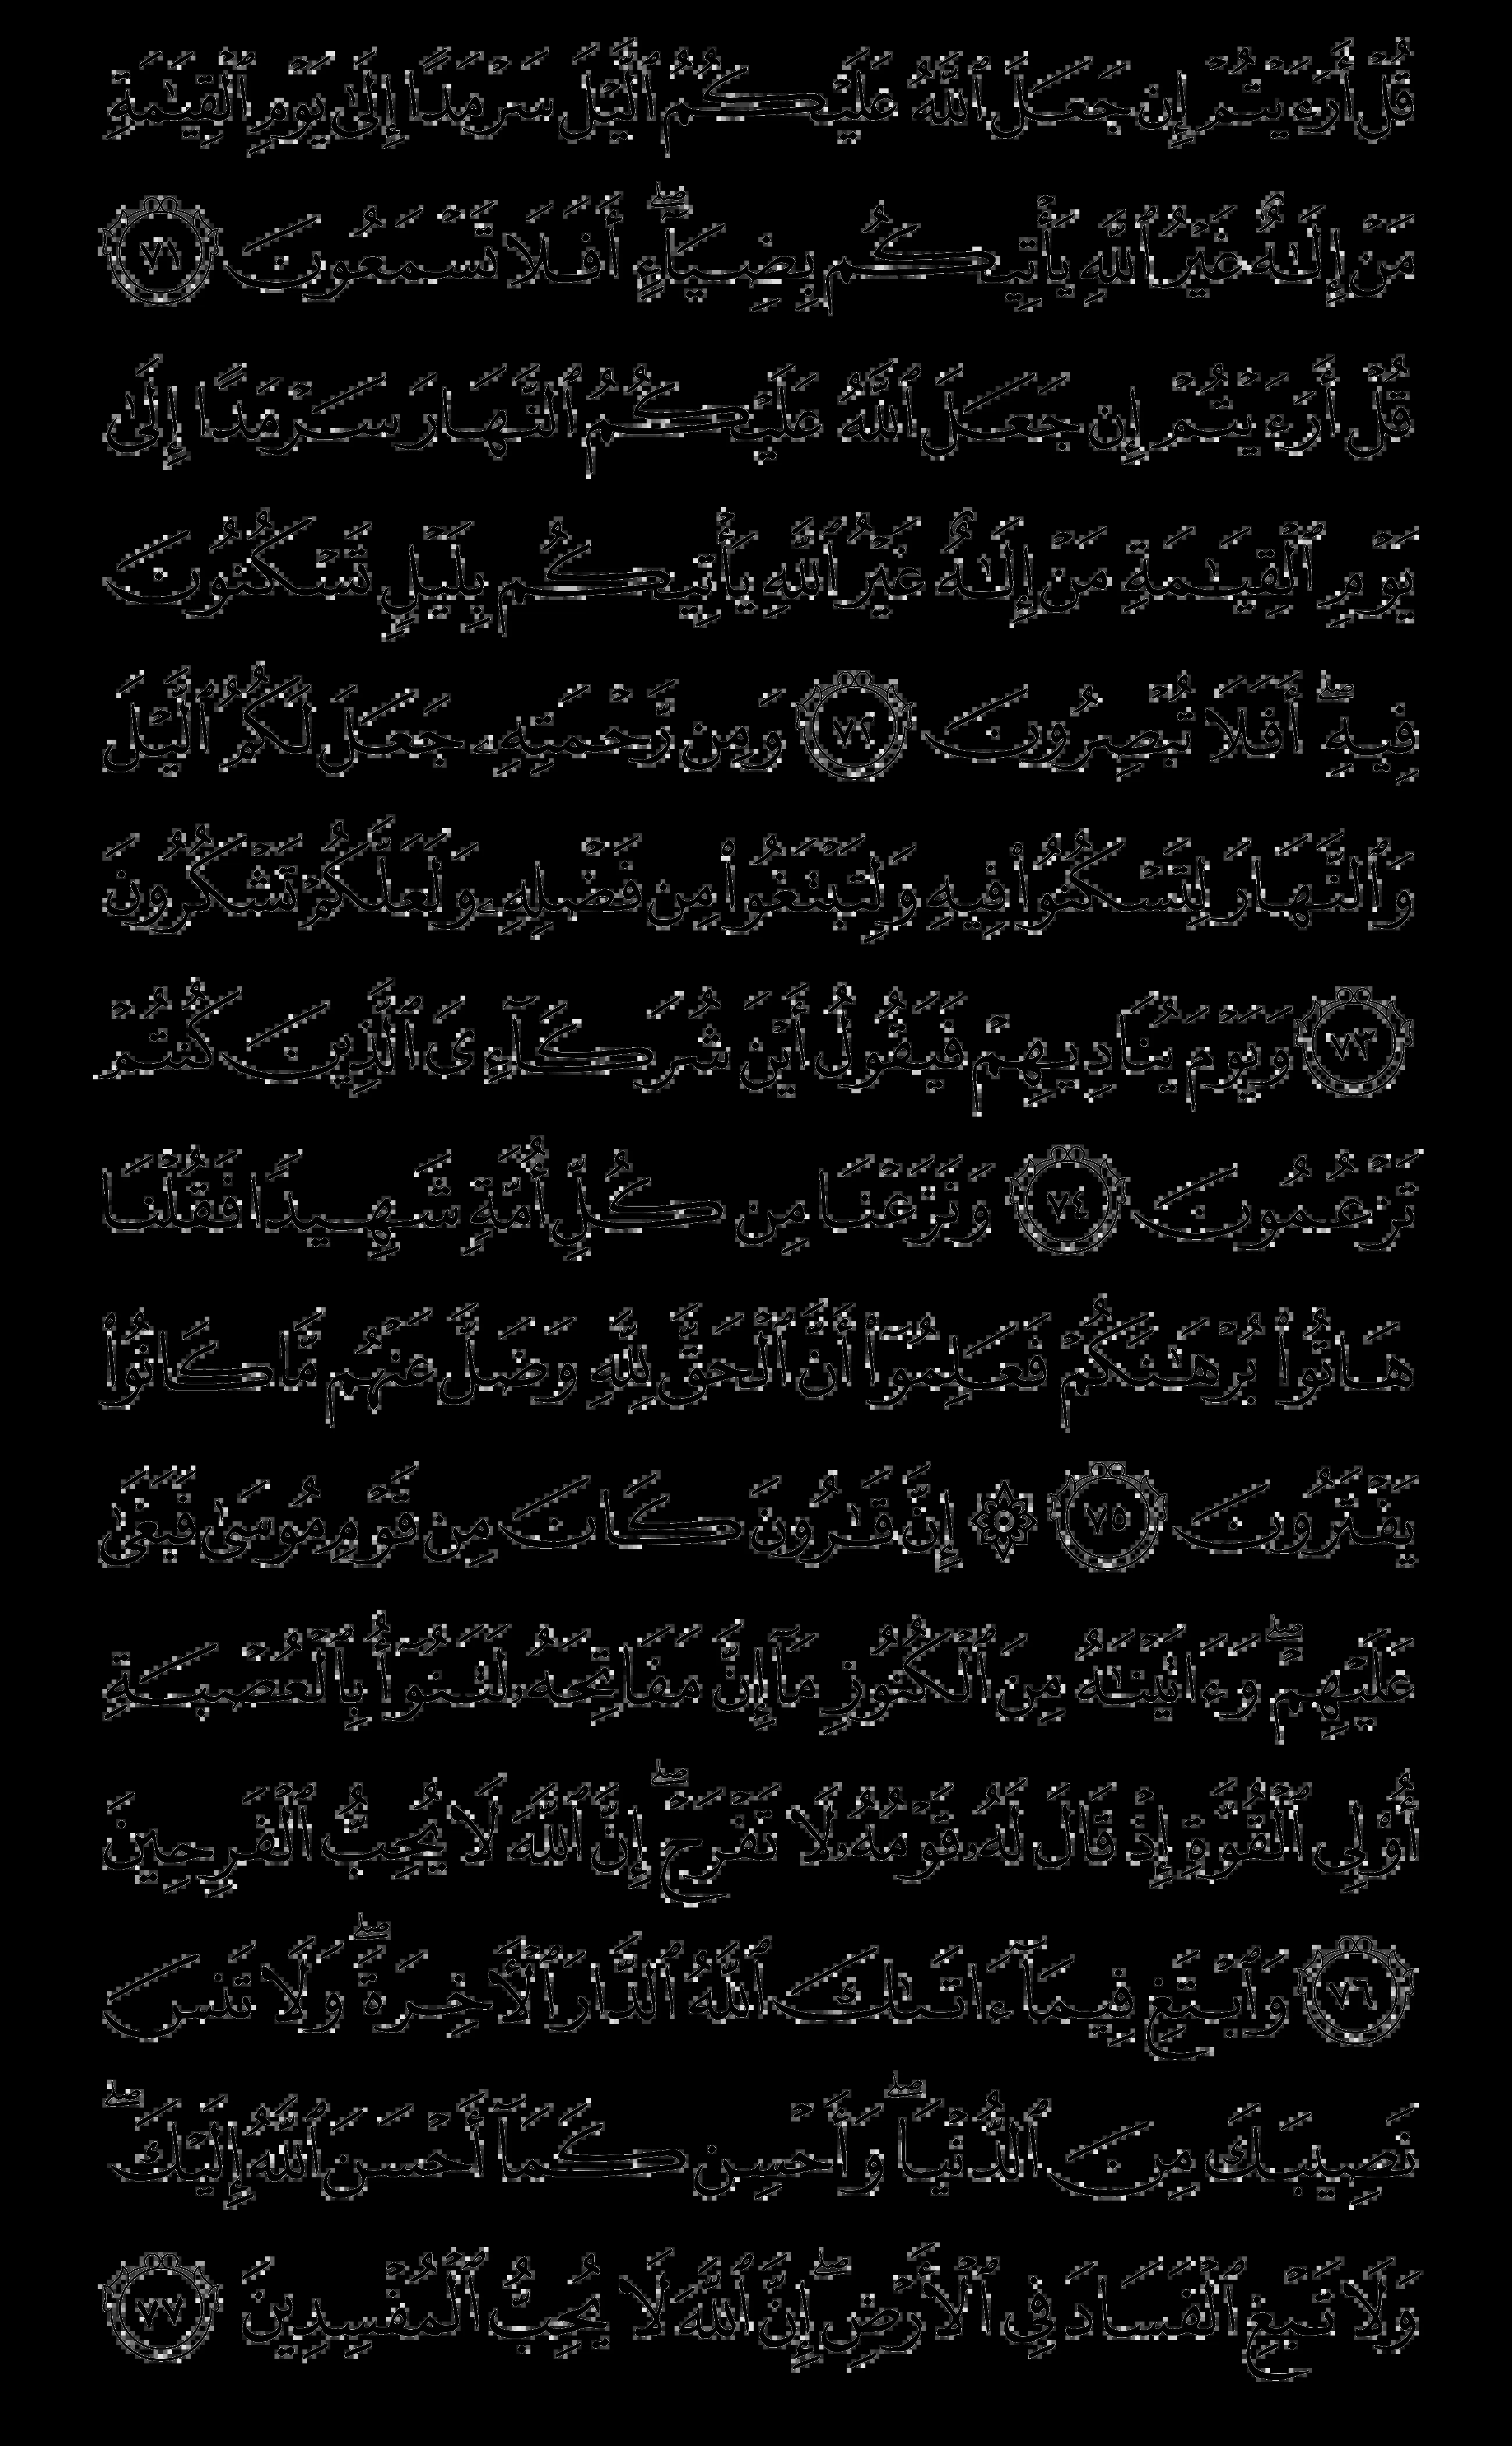 قُلْ أَرَءَيْتُمْ إِن جَعَلَ ٱللَّهُ عَلَيْكُمُ ٱلَّيْلَ سَرْمَدًا إِلَىٰ يَوْمِ ٱلْقِيَٰمَةِ
مَنْ إِلَٰهٌ غَيْرُ ٱللَّهِ يَأْتِيكُم بِضِيَآءٍ ۖ أَفَلَا تَسْمَعُونَ ٧١
قُلْ أَرَءَيْتُمْ إِن جَعَلَ ٱللَّهُ عَلَيْكُمُ ٱلنَّهَارَ سَرْمَدًا إِلَىٰ
يَوْمِ ٱلْقِيَٰمَةِ مَنْ إِلَٰهٌ غَيْرُ ٱللَّهِ يَأْتِيكُم بِلَيْلٍ تَسْكُنُونَ
فِيهِ ۖ أَفَلَا تُبْصِرُونَ ٧٢ وَمِن رَّحْمَتِهِۦ جَعَلَ لَكُمُ ٱلَّيْلَ
وَٱلنَّهَارَ لِتَسْكُنُوا۟ فِيهِ وَلِتَبْتَغُوا۟ مِن فَضْلِهِۦ وَلَعَلَّكُمْ تَشْكُرُونَ
٧٣ وَيَوْمَ يُنَادِيهِمْ فَيَقُولُ أَيْنَ شُرَكَآءِىَ ٱلَّذِينَ كُنتُمْ
تَزْعُمُونَ ٧٤ وَنَزَعْنَا مِن كُلِّ أُمَّةٍ شَهِيدًا فَقُلْنَا
هَاتُوا۟ بُرْهَٰنَكُمْ فَعَلِمُوٓا۟ أَنَّ ٱلْحَقَّ لِلَّهِ وَضَلَّ عَنْهُم مَّا كَانُوا۟
يَفْتَرُونَ ٧٥ ۞ إِنَّ قَٰرُونَ كَانَ مِن قَوْمِ مُوسَىٰ فَبَغَىٰ
عَلَيْهِمْ ۖ وَءَاتَيْنَٰهُ مِنَ ٱلْكُنُوزِ مَآ إِنَّ مَفَاتِحَهُۥ لَتَنُوٓأُ بِٱلْعُصْبَةِ
أُو۟لِى ٱلْقُوَّةِ إِذْ قَالَ لَهُۥ قَوْمُهُۥ لَا تَفْرَحْ ۖ إِنَّ ٱللَّهَ لَا يُحِبُّ ٱلْفَرِحِينَ
٧٦ وَٱبْتَغِ فِيمَآ ءَاتَىٰكَ ٱللَّهُ ٱلدَّارَ ٱلْءَاخِرَةَ ۖ وَلَا تَنسَ
نَصِيبَكَ مِنَ ٱلدُّنْيَا ۖ وَأَحْسِن كَمَآ أَحْسَنَ ٱللَّهُ إِلَيْكَ ۖ
وَلَا تَبْغِ ٱلْفَسَادَ فِى ٱلْأَرْضِ ۖ إِنَّ ٱللَّهَ لَا يُحِبُّ ٱلْمُفْسِدِينَ ٧٧